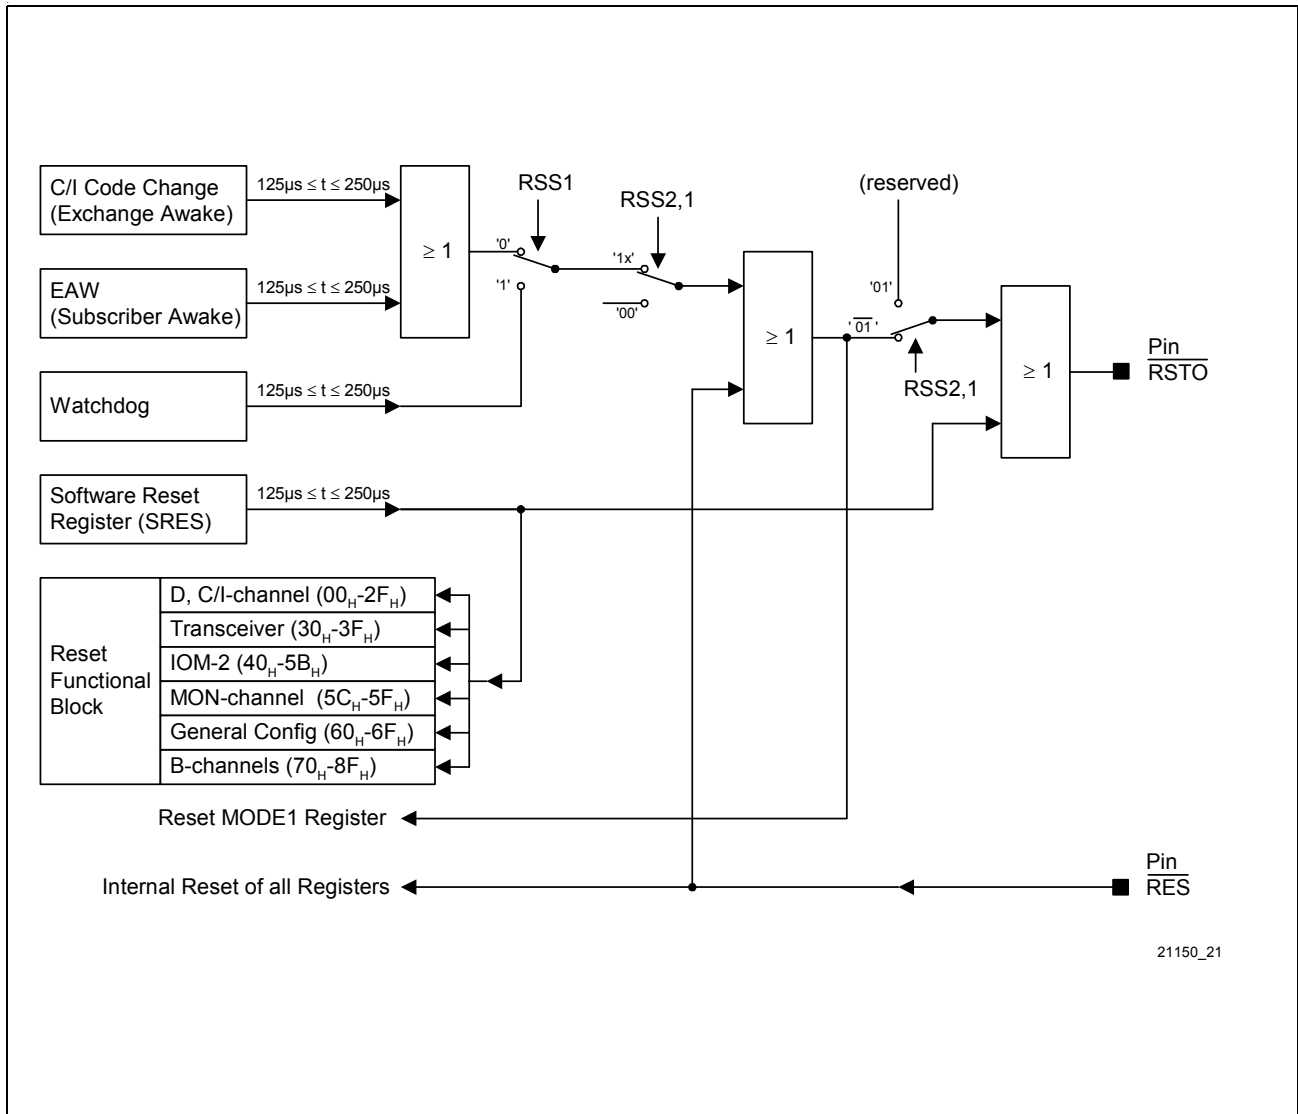 C/I Code Change
(Exchange Awake)
125µs ≤ t ≤ 250µs
EAW
(Subscriber Awake)
125µs ≤ t ≤ 250µs
Watchdog
125µs ≤ t ≤ 250µs
Software Reset
Register (SRES)
125µs ≤ t ≤ 250µs
≥ 1
RSS1
'0'
'1'
RSS2,1
'1x'
'00'
≥ 1
(reserved)
'01'
'01'
RSS2,1
≥ 1
Pin
RSTO
Reset
Functional
Block
D, C/I-channel (00H-2FH)
Transceiver (30H-3FH)
IOM-2 (40H-5BH)
MON-channel (5CH-5FH)
General Config (60H-6FH)
B-channels (70H-8FH)
Reset MODE1 Register
Internal Reset of all Registers
Pin
RES
21150_21